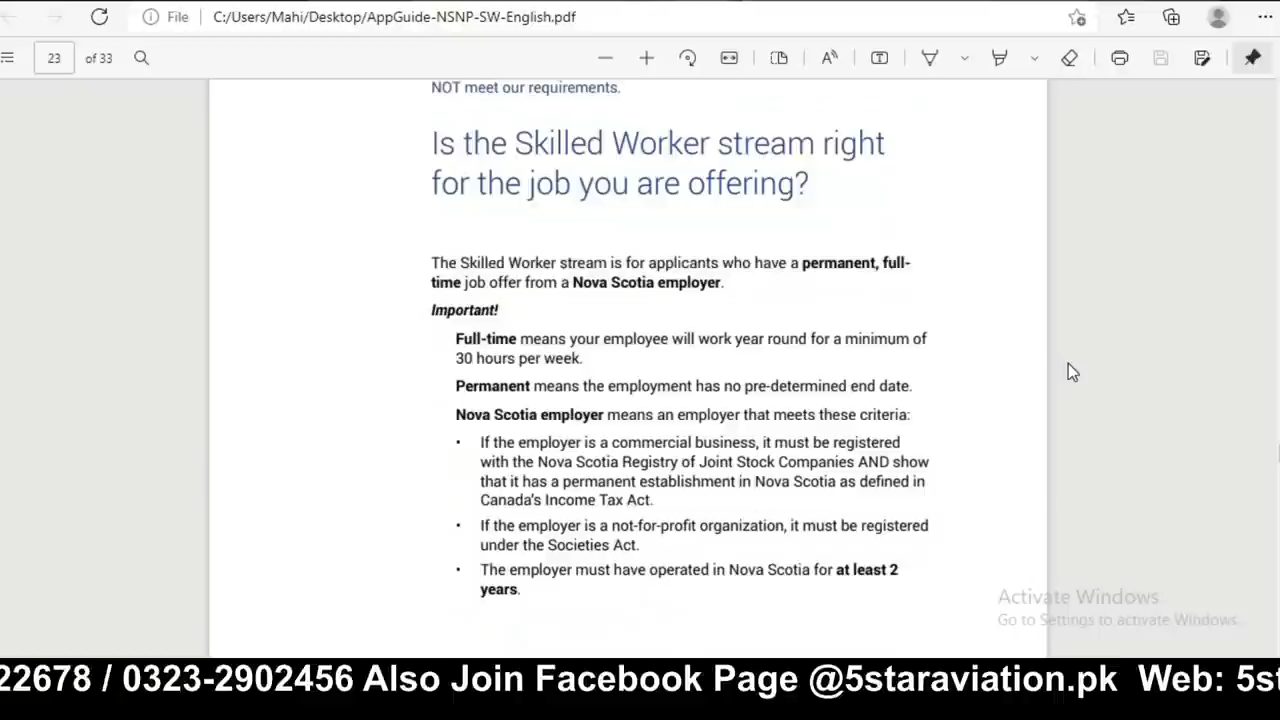 File
C:/Users/Mahi/Desktop/AppGuide-NSNP-SW-English.pdf
23 of 33
NOT meet our requirements.
Is the Skilled Worker stream right
for the job you are offering?
The Skilled Worker stream is for applicants who have a permanent, full-
time job offer from a Nova Scotia employer.
Important!
Full-time means your employee will work year round for a minimum of
30 hours per week.
Permanent means the employment has no pre-determined end date.
Nova Scotia employer means an employer that meets these criteria:
• If the employer is a commercial business, it must be registered
with the Nova Scotia Registry of Joint Stock Companies AND show
that it has a permanent establishment in Nova Scotia as defined in
Canada's Income Tax Act.
• If the employer is a not-for-profit organization, it must be registered
under the Societies Act.
• The employer must have operated in Nova Scotia for at least 2
years.
Activate Windows
Go to Settings to activate Windows.
22678 / 0323-2902456 Also Join Facebook Page @5staraviation.pk Web: 5st